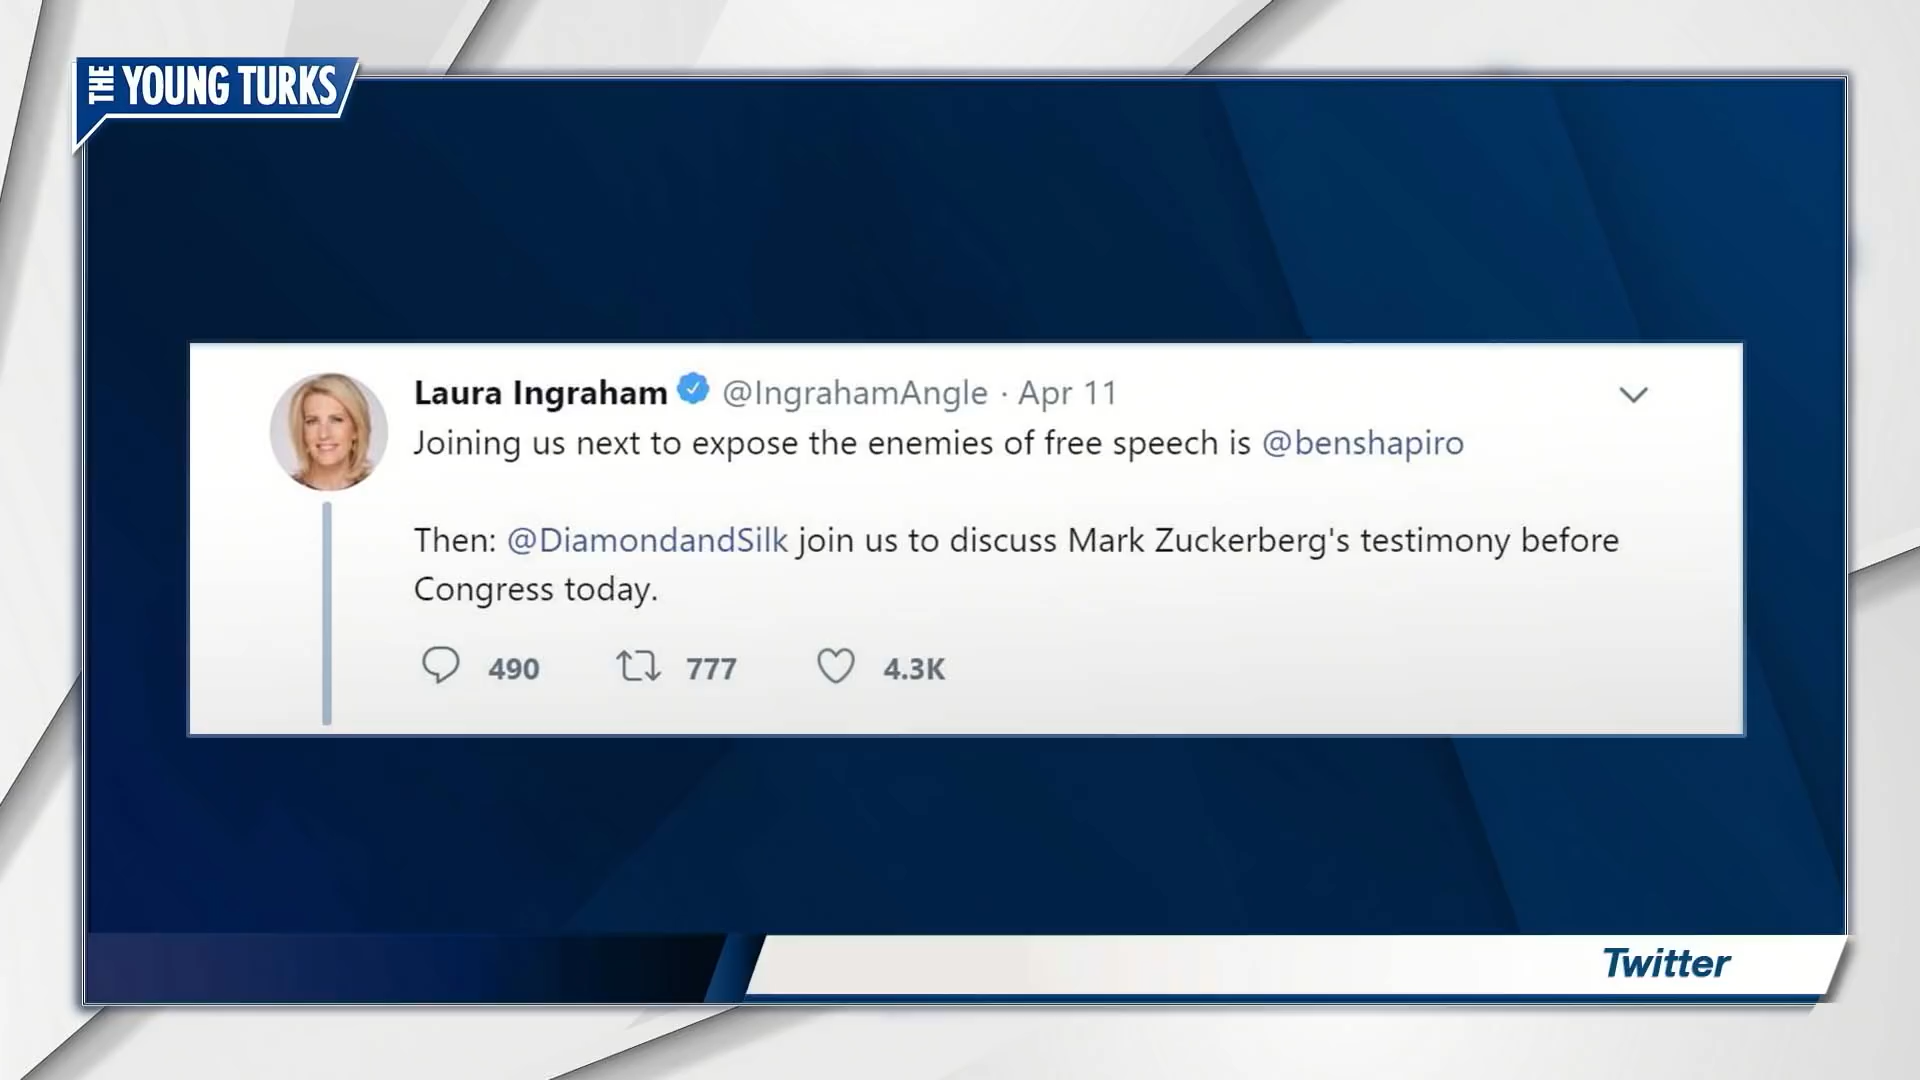 THE YOUNG TURKS
Laura Ingraham @IngrahamAngle · Apr 11
Joining us next to expose the enemies of free speech is @benshapiro
Then: @DiamondandSilk join us to discuss Mark Zuckerberg's testimony before
Congress today.
490 777 4.3K
Twitter